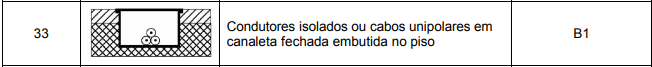 33
Condutores isolados ou cabos unipolares em
canaleta fechada embutida no piso
B1